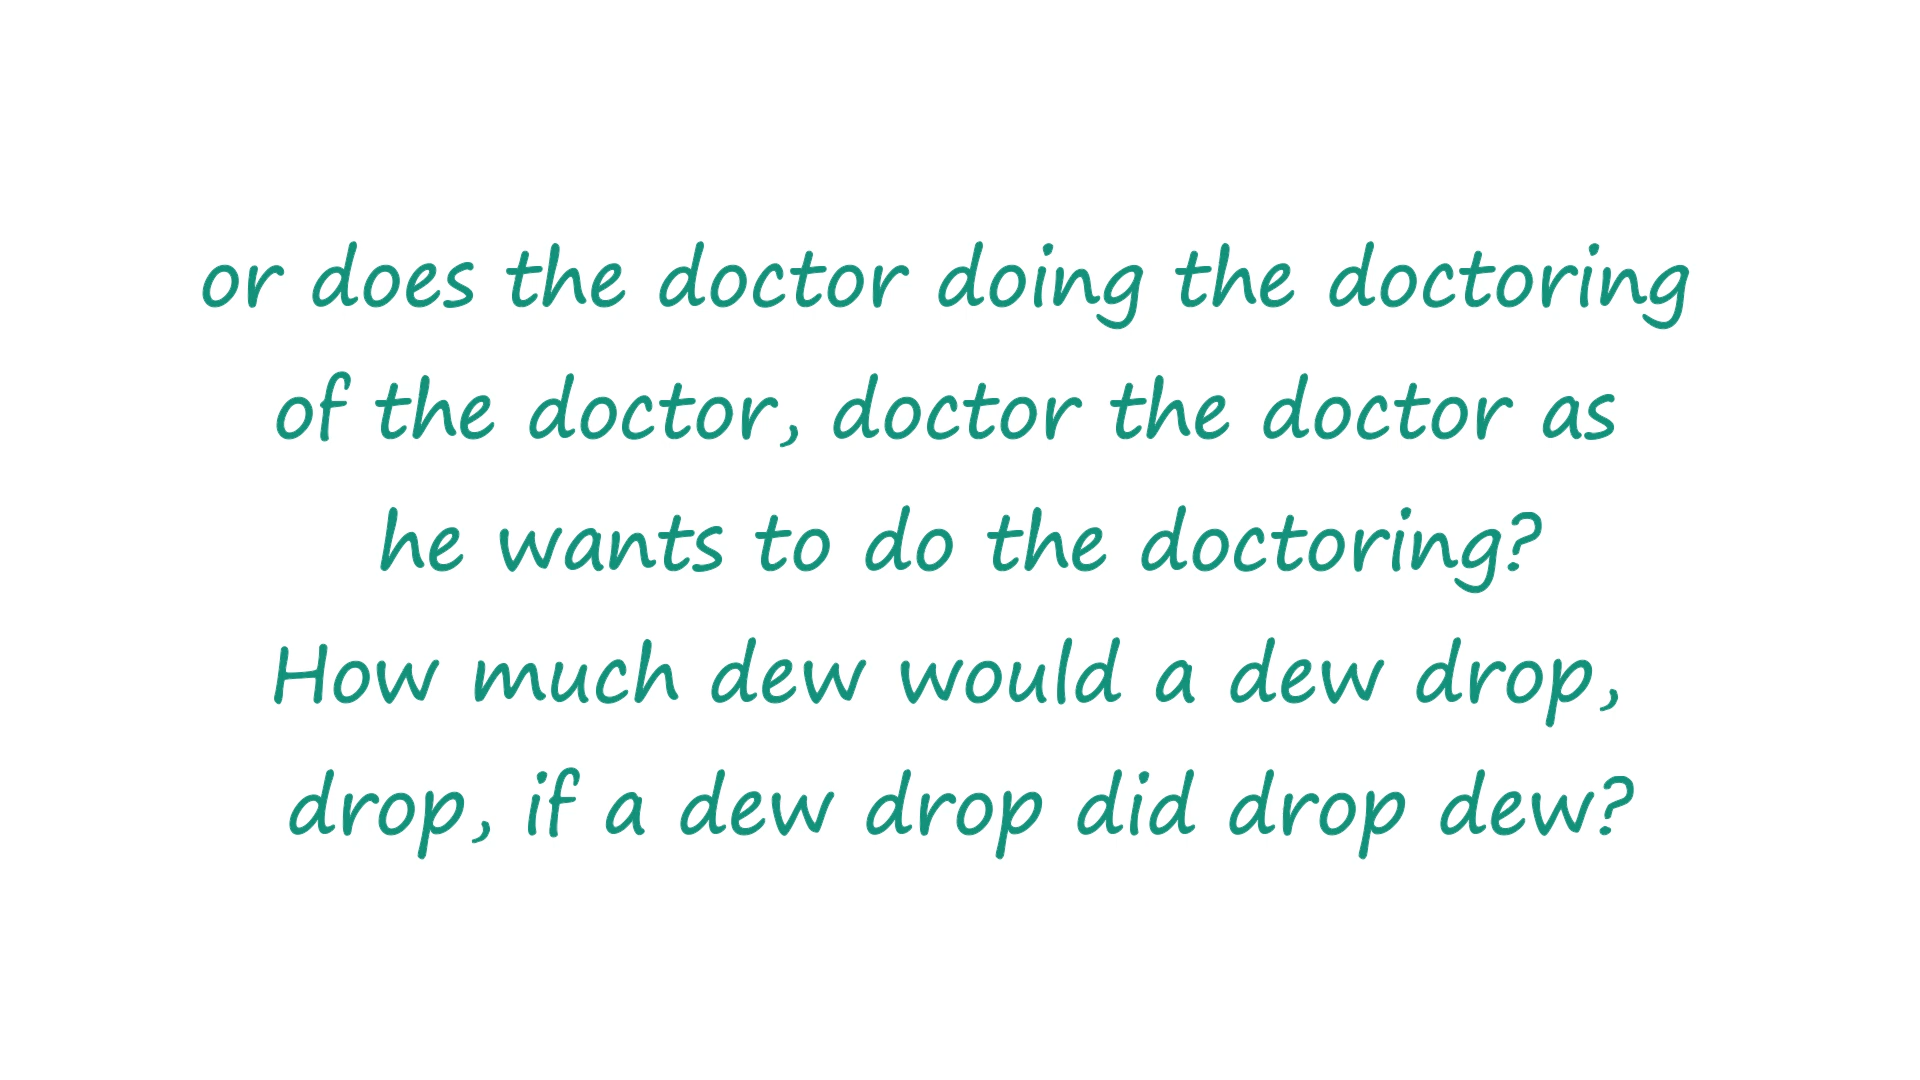 or does the doctor doing the doctoring
of the doctor, doctor the doctor as
he wants to do the doctoring?
How much dew would a dew drop,
drop, if a dew drop did drop dew?